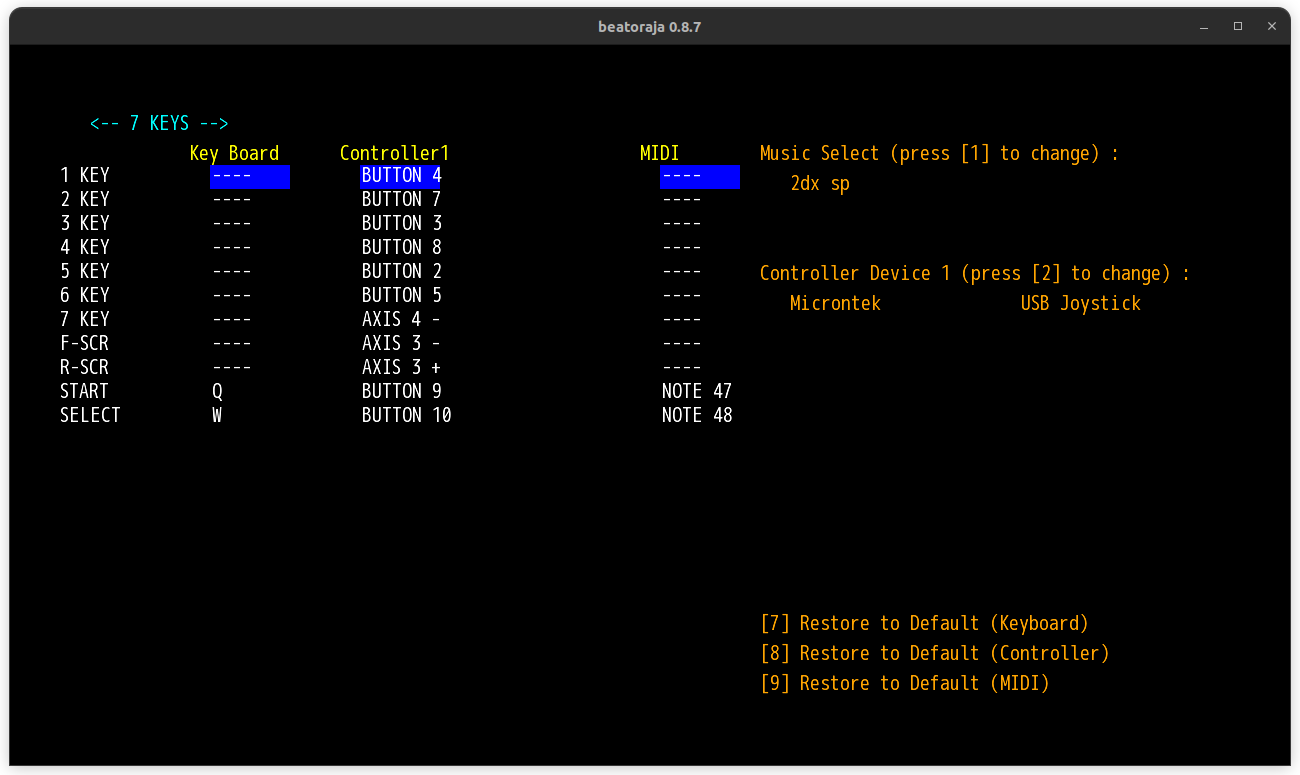 beatoraja 0.8.7
<-- 7 KEYS -->
Key Board Controller1 MIDI Music Select (press [1] to change) :
1 KEY ---- BUTTON 4 ----
2dx sp
2 KEY ---- BUTTON 7 ----
3 KEY ---- BUTTON 3 ----
4 KEY ---- BUTTON 8 ----
5 KEY ---- BUTTON 2 ---- Controller Device 1 (press [2] to change) :
6 KEY ---- BUTTON 5 ----
Microntek USB Joystick
7 KEY ---- AXIS 4 - ----
F-SCR ---- AXIS 3 - ----
R-SCR ---- AXIS 3 + ----
START Q BUTTON 9 NOTE 47
SELECT W BUTTON 10 NOTE 48
[7] Restore to Default (Keyboard)
[8] Restore to Default (Controller)
[9] Restore to Default (MIDI)